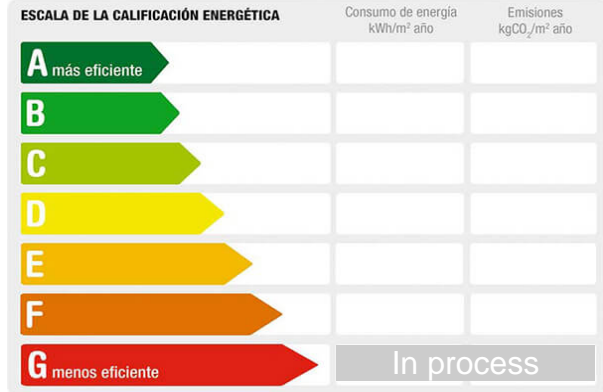 ESCALA DE LA CALIFICACIÓN ENERGÉTICA
Consumo de energía
kWh/m² año
Emisiones
kgCO₂/m² año
A más eficiente
B
C
D
E
F
G menos eficiente
In process